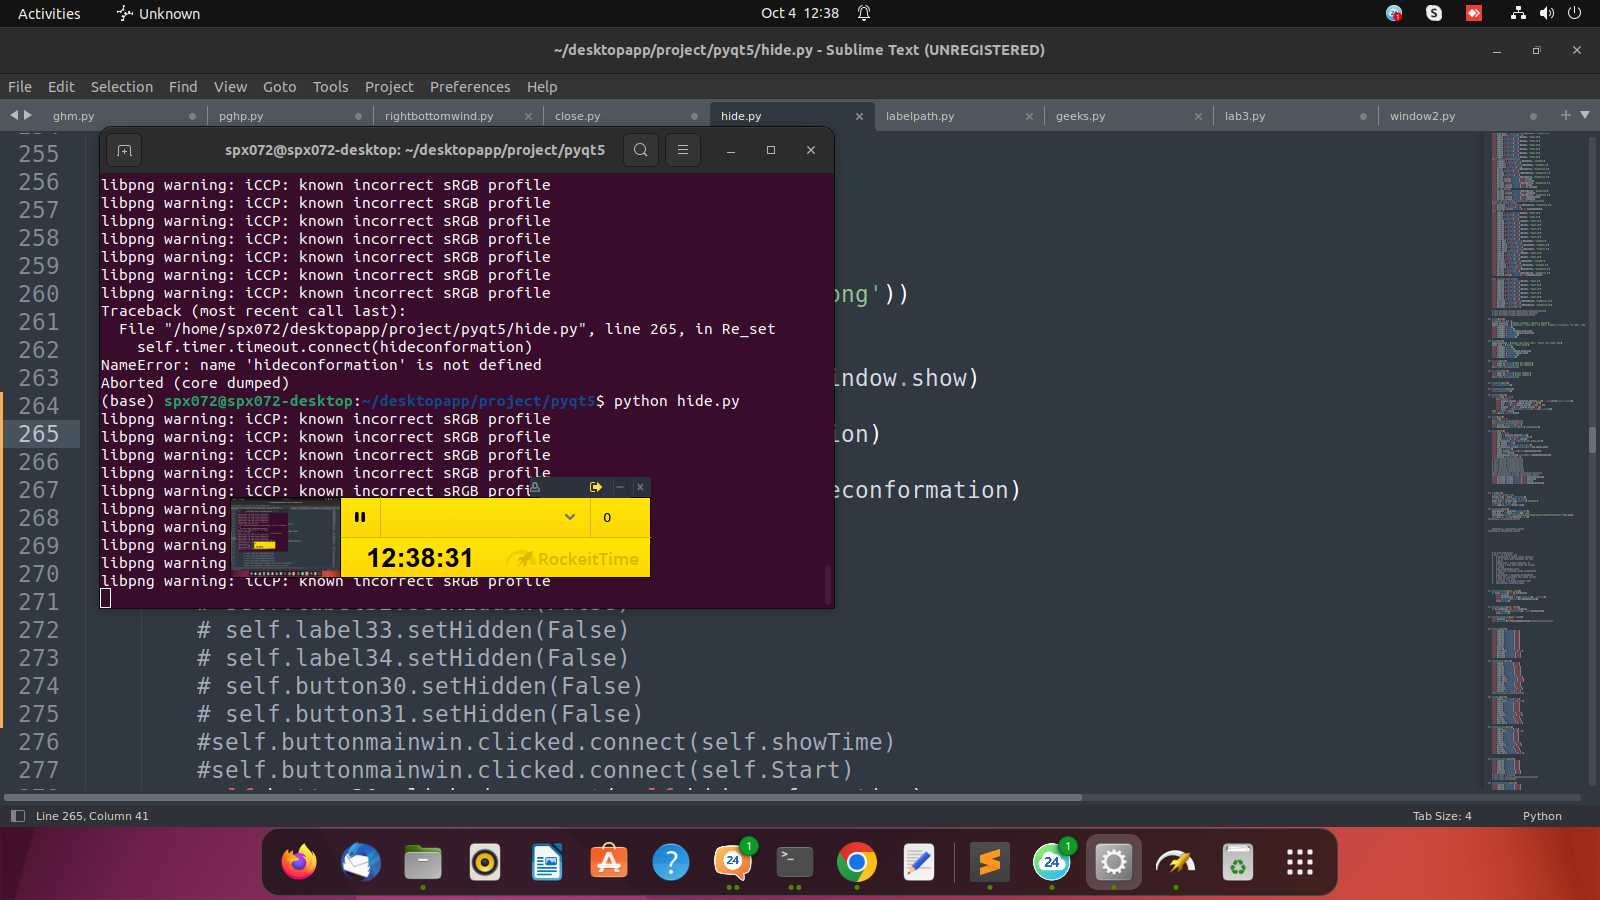 Activities
Unknown
Oct 4 12:38
~/desktopapp/project/pyqt5/hide.py - Sublime Text (UNREGISTERED)
File Edit Selection Find View Goto Tools Project Preferences Help
ghm.py
pghp.py
rightbottomwind.py
close.py
hide.py
labelpath.py
geeks.py
lab3.py
window2.py
spx072@spx072-desktop: ~/desktopapp/project/pyqt5
libpng warning: iCCP: known incorrect sRGB profile
libpng warning: iCCP: known incorrect sRGB profile
libpng warning: iCCP: known incorrect sRGB profile
libpng warning: iCCP: known incorrect sRGB profile
libpng warning: iCCP: known incorrect sRGB profile
libpng warning: iCCP: known incorrect sRGB profile
libpng warning: iCCP: known incorrect sRGB profile
Traceback (most recent call last):
File "/home/spx072/desktopapp/project/pyqt5/hide.py", line 265, in Re_set
self.timer.timeout.connect(hideconformation)
NameError: name 'hideconformation' is not defined
Aborted (core dumped)
(base) spx072@spx072-desktop:~/desktopapp/project/pyqt5$ python hide.py
libpng warning: iCCP: known incorrect sRGB profile
libpng warning: iCCP: known incorrect sRGB profile
libpng warning: iCCP: known incorrect sRGB profile
libpng warning: iCCP: known incorrect sRGB profile
libpng warning: iCCP: known incorrect sRGB prof
libpng warning
libpng warning
libpng warning
libpng warning
libpng warning: iCCP: known incorrect sRGB profile
0
12:38:31
RockeitTime
255
256
257
258
259
260 ong'))
261
262
263 indow.show)
264
265 ion)
266
267 econformation)
268
269
270
271
272 # self.label33.setHidden(False)
273 # self.label34.setHidden(False)
274 # self.button30.setHidden(False)
275 # self.button31.setHidden(False)
276 #self.buttonmainwin.clicked.connect(self.showTime)
277 #self.buttonmainwin.clicked.connect(self.Start)
Line 265, Column 41
Tab Size: 4
Python
24
1
24
1